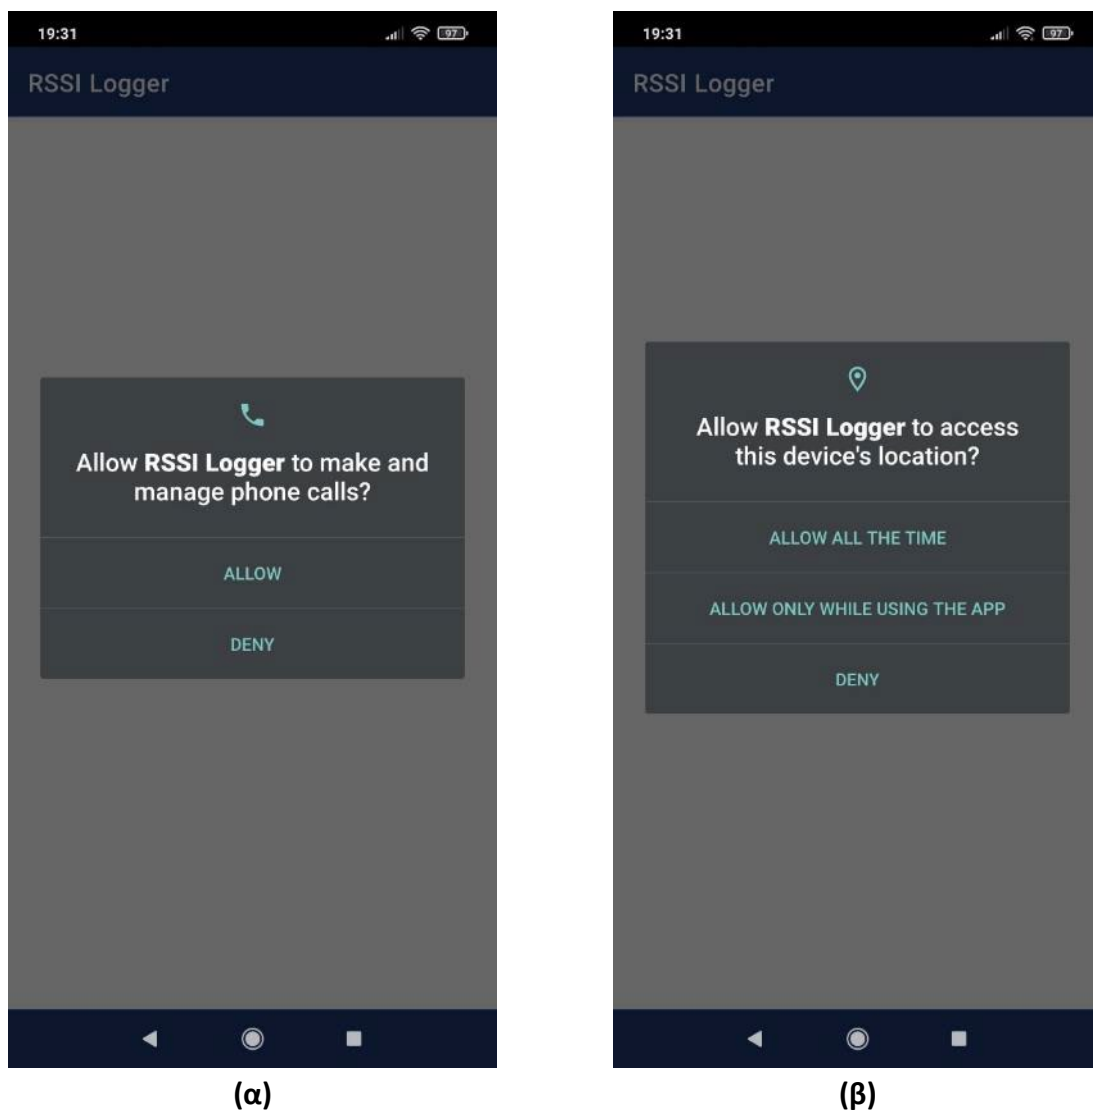 19:31
97
RSSI Logger
Allow RSSI Logger to make and
manage phone calls?
ALLOW
DENY
(α)
19:31
97
RSSI Logger
Allow RSSI Logger to access
this device's location?
ALLOW ALL THE TIME
ALLOW ONLY WHILE USING THE APP
DENY
(β)